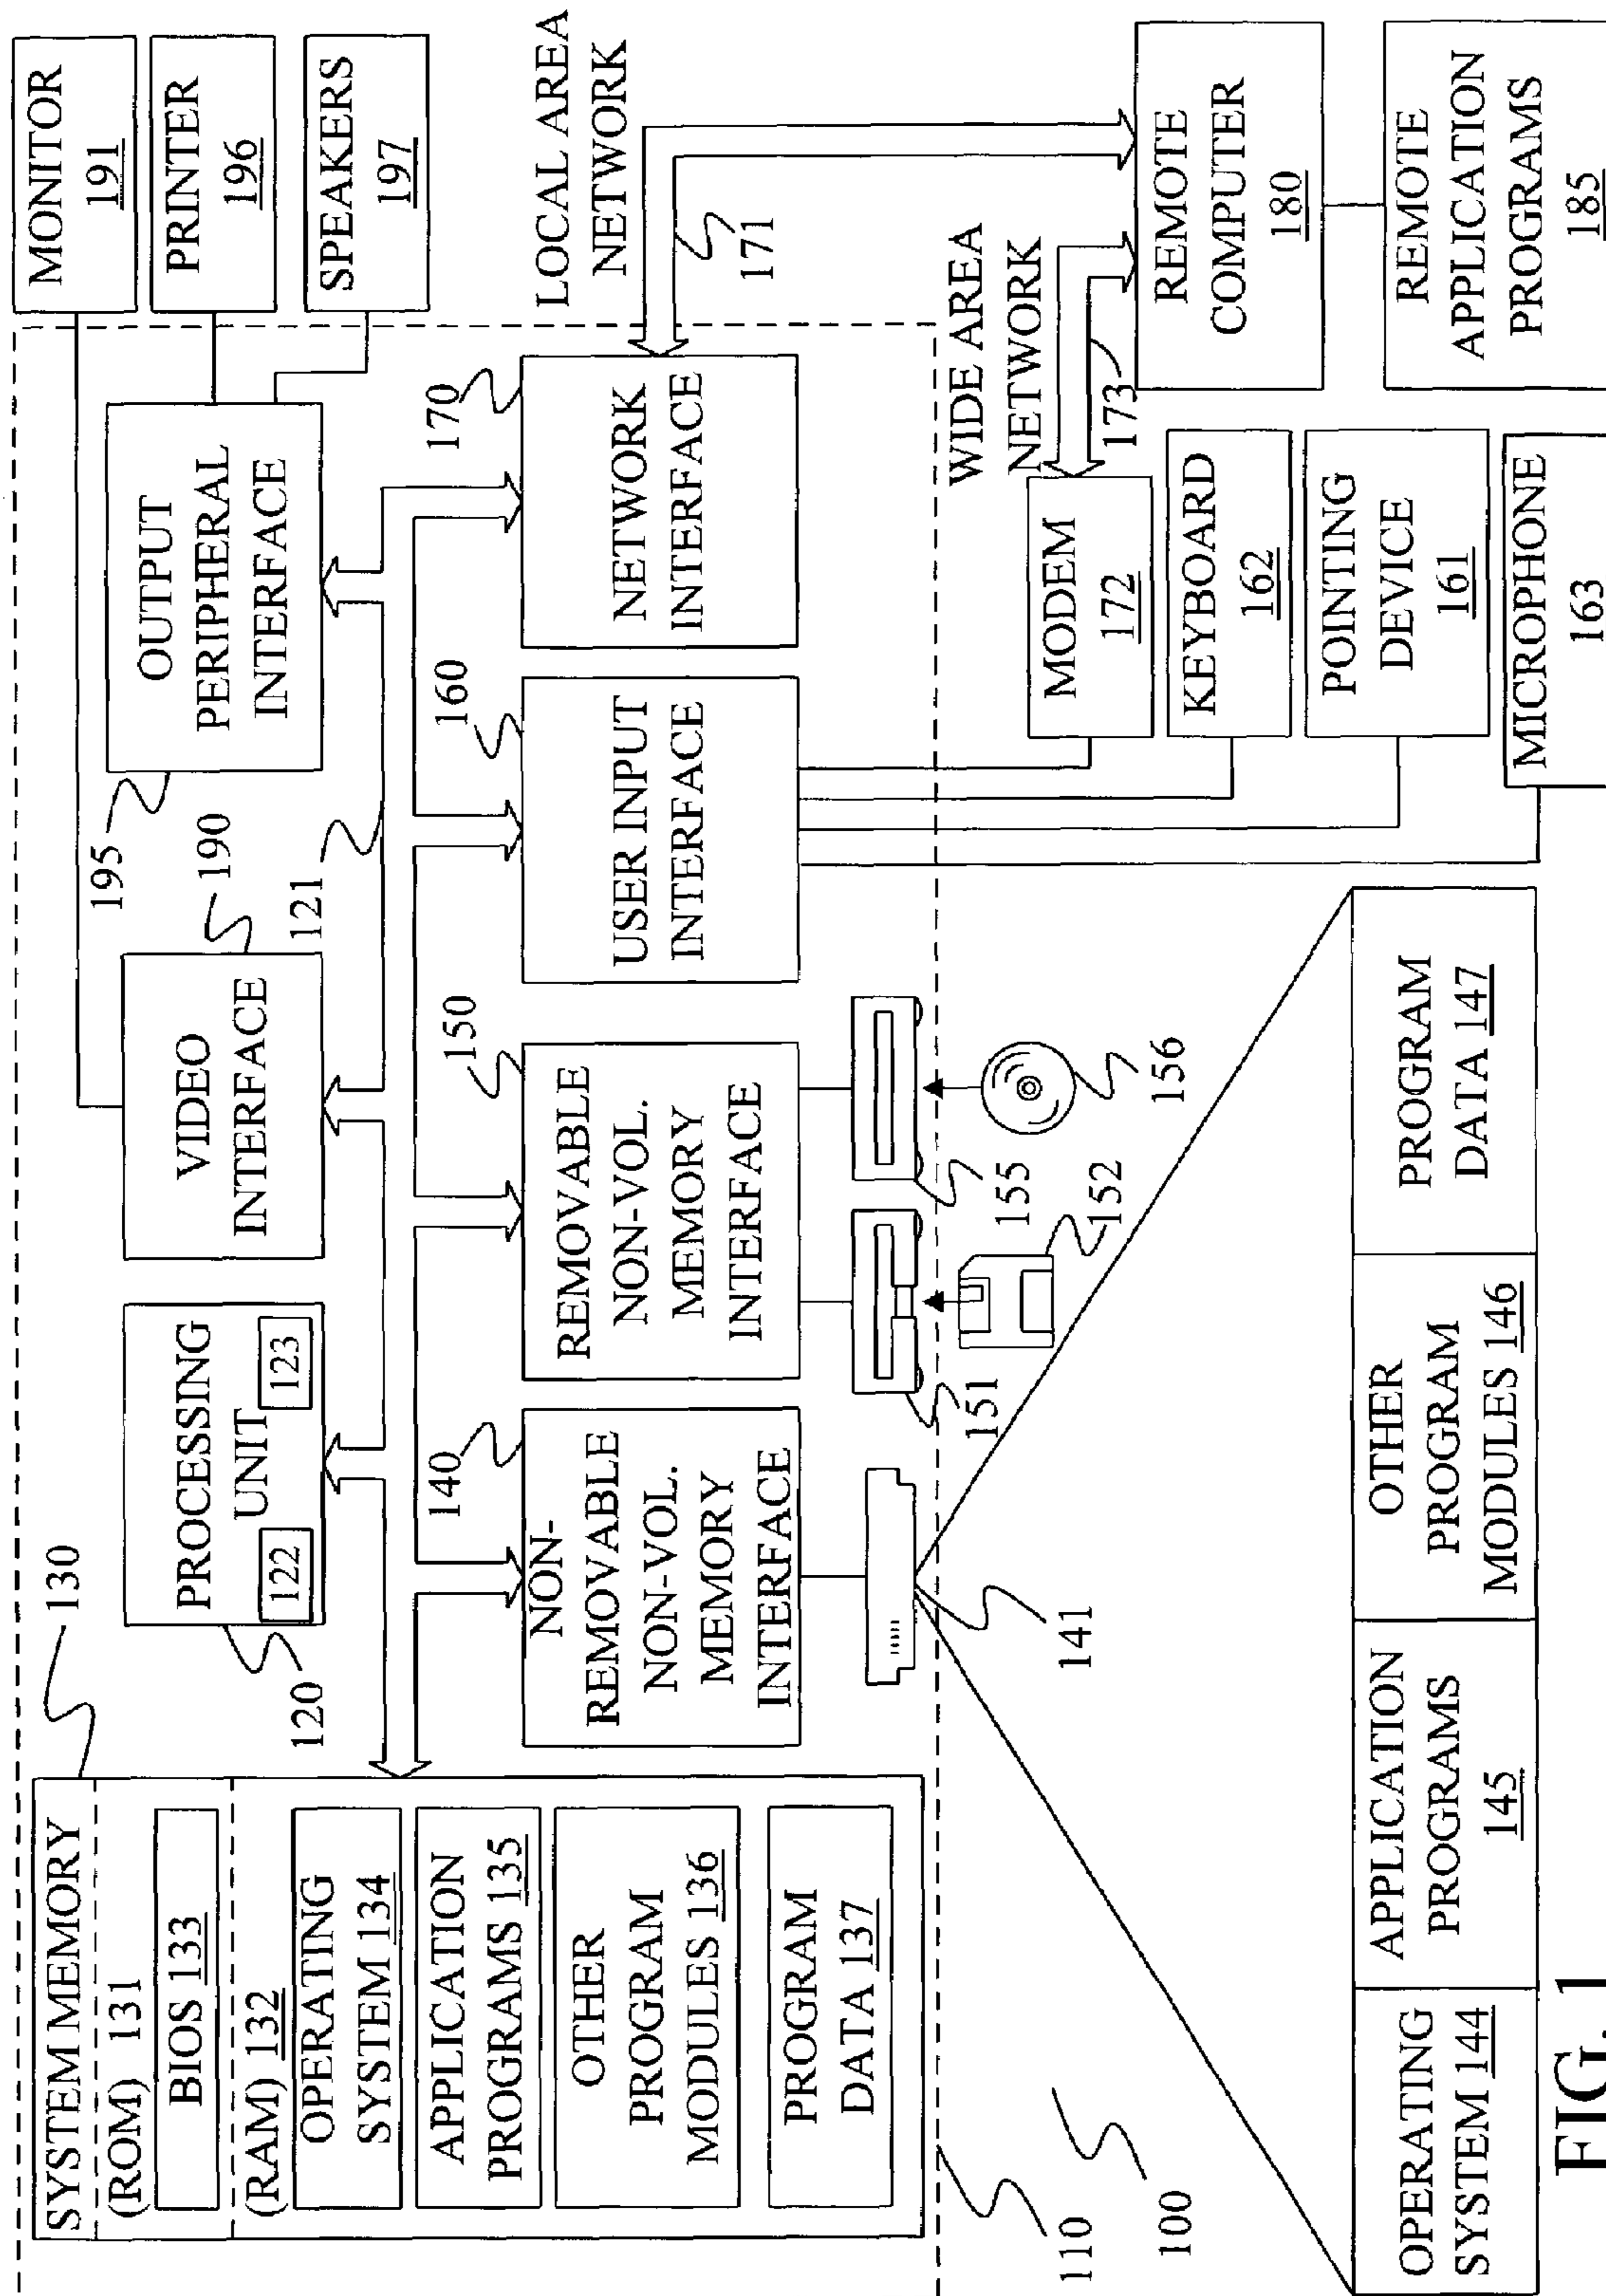 SYSTEM MEMORY
(ROM) 131
BIOS 133
(RAM) 132
OPERATING
SYSTEM 134
APPLICATION
PROGRAMS 135
OTHER
PROGRAM
MODULES 136
PROGRAM
DATA 137
130
PROCESSING
UNIT
122
123
120
VIDEO
INTERFACE
190
121
OUTPUT
PERIPHERAL
INTERFACE
195
MONITOR
191
PRINTER
196
SPEAKERS
197
140
NON-
REMOVABLE
NON-VOL.
MEMORY
INTERFACE
150
REMOVABLE
NON-VOL.
MEMORY
INTERFACE
160
USER INPUT
INTERFACE
170
NETWORK
INTERFACE
LOCAL AREA
NETWORK
171
141
151
152
155
156
WIDE AREA
NETWORK
173
MODEM
172
KEYBOARD
162
POINTING
DEVICE
161
MICROPHONE
163
REMOTE
COMPUTER
180
REMOTE
APPLICATION
PROGRAMS
185
110
100
OPERATING
SYSTEM 144
APPLICATION
PROGRAMS
145
OTHER
PROGRAM
MODULES 146
PROGRAM
DATA 147
FIG. 1